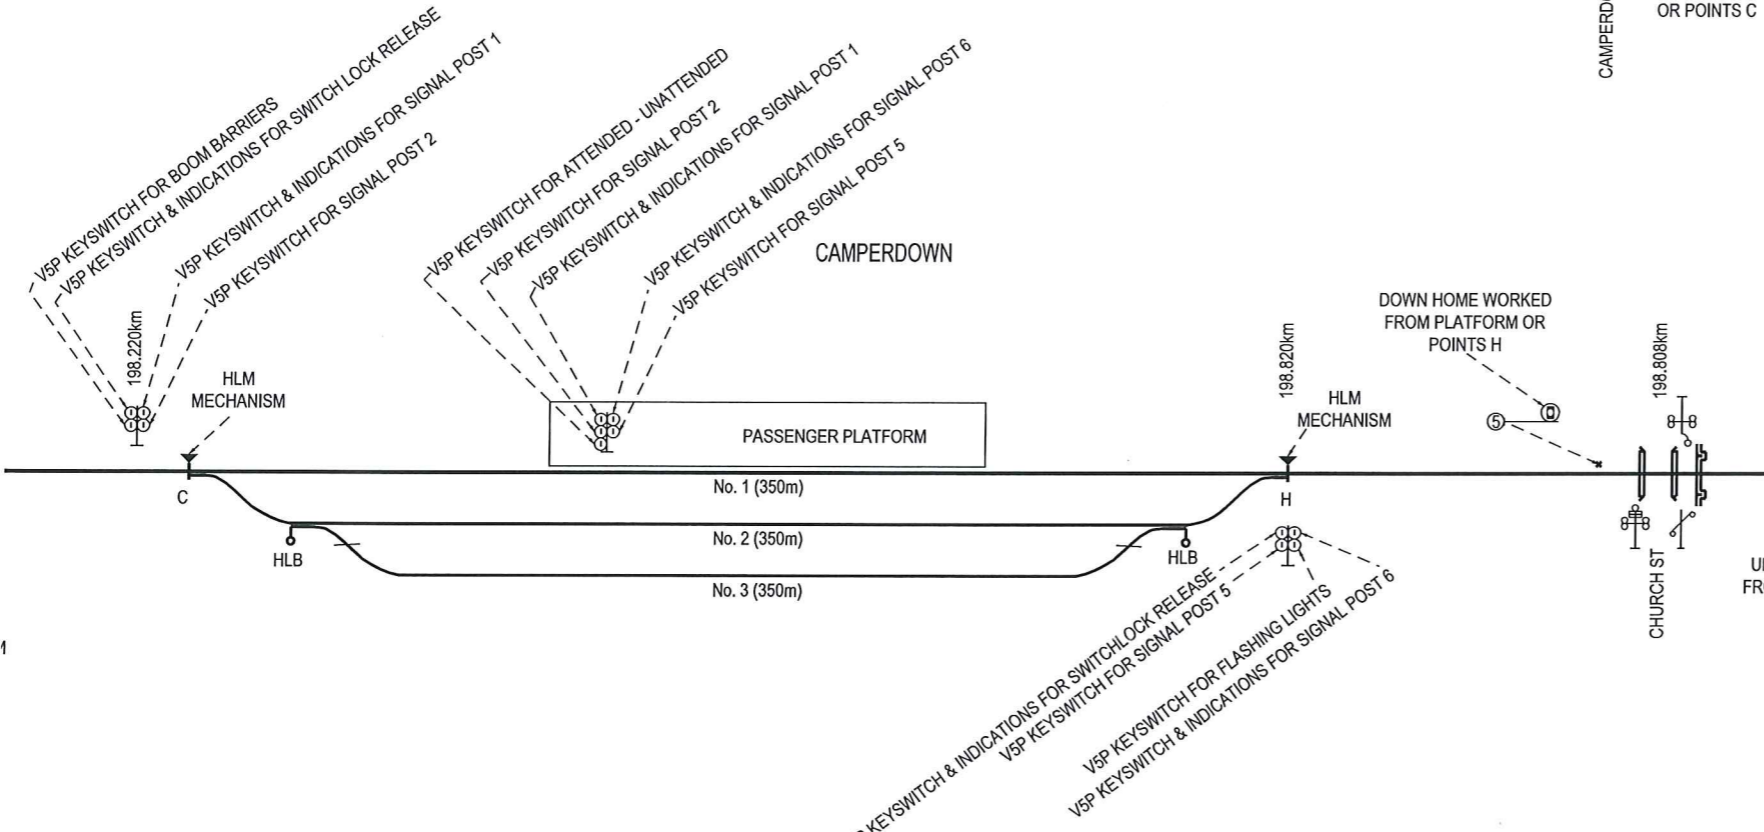 CAMPERD
OR POINTS C
V5P KEYSWITCH FOR BOOM BARRIERS
V5P KEYSWITCH & INDICATIONS FOR SWITCH LOCK RELEASE
V5P KEYSWITCH & INDICATIONS FOR SIGNAL POST 1
V5P KEYSWITCH FOR SIGNAL POST 2
V5P KEYSWITCH FOR ATTENDED - UNATTENDED
V5P KEYSWITCH FOR SIGNAL POST 2
V5P KEYSWITCH & INDICATIONS FOR SIGNAL POST 1
V5P KEYSWITCH & INDICATIONS FOR SIGNAL POST 6
V5P KEYSWITCH FOR SIGNAL POST 5
CAMPERDOWN
198.220km
HLM
MECHANISM
198.820km
HLM
MECHANISM
DOWN HOME WORKED
FROM PLATFORM OR
POINTS H
198.808km
5
PASSENGER PLATFORM
C
No. 1 (350m)
H
No. 2 (350m)
HLB
HLB
No. 3 (350m)
CHURCH ST
U
FR
KEYSWITCH & INDICATIONS FOR SWITCHLOCK RELEASE
V5P KEYSWITCH FOR SIGNAL POST 5
V5P KEYSWITCH FOR FLASHING LIGHTS
V5P KEYSWITCH & INDICATIONS FOR SIGNAL POST 6